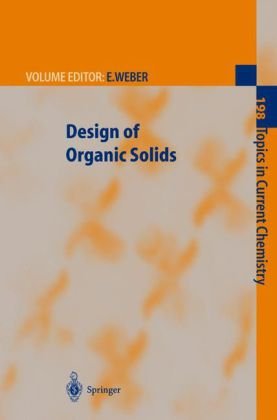 VOLUME EDITOR: E.WEBER
Design of
Organic Solids
198 Topics in Current Chemistry
Springer